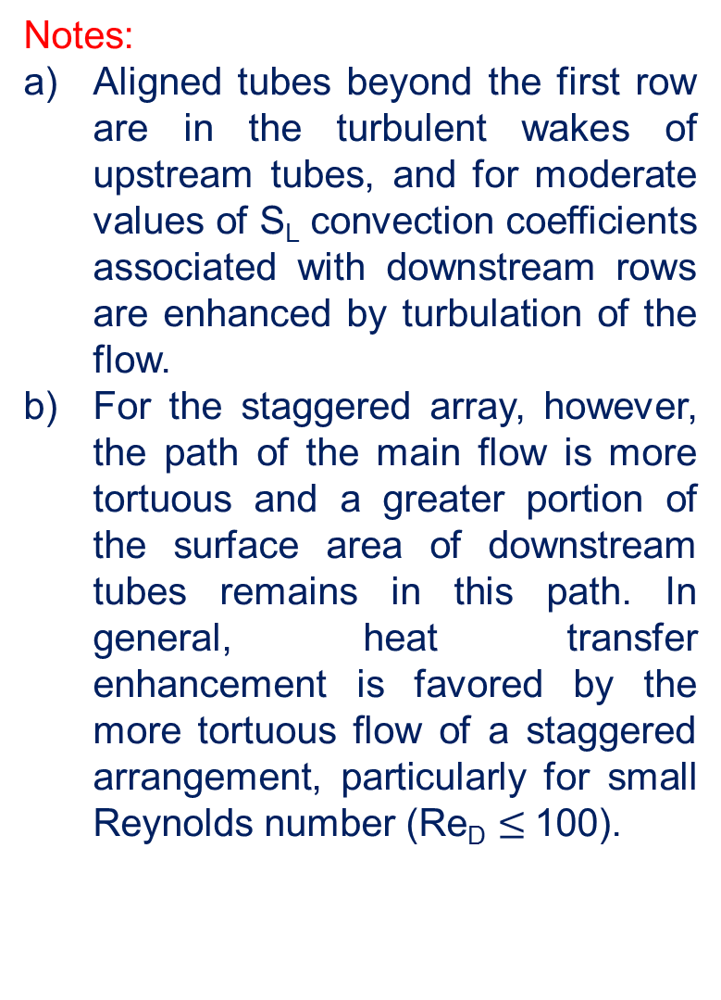 Notes:
a) Aligned tubes beyond the first row
are in the turbulent wakes of
upstream tubes, and for moderate
values of S_L convection coefficients
associated with downstream rows
are enhanced by turbulation of the
flow.
b) For the staggered array, however,
the path of the main flow is more
tortuous and a greater portion of
the surface area of downstream
tubes remains in this path. In
general, heat transfer
enhancement is favored by the
more tortuous flow of a staggered
arrangement, particularly for small
Reynolds number (Re_D ≤ 100).